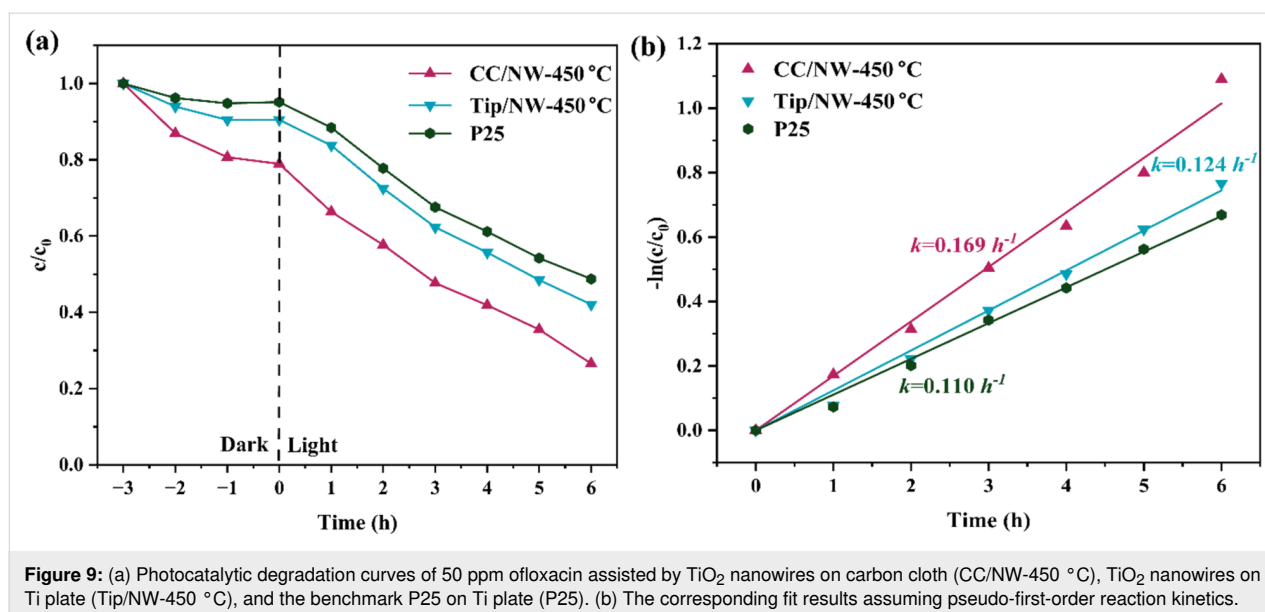 (a)
CC/NW-450 °C
Tip/NW-450 °C
P25
c/c0
1.0
0.8
0.6
0.4
0.2
0.0
Dark Light
−3 −2 −1 0 1 2 3 4 5 6
Time (h)
(b)
CC/NW-450 °C
Tip/NW-450 °C
P25
-ln(c/c0)
1.2
1.0
0.8
0.6
0.4
0.2
0.0
k=0.124 h-1
k=0.169 h-1
k=0.110 h-1
0 1 2 3 4 5 6
Time (h)
Figure 9: (a) Photocatalytic degradation curves of 50 ppm ofloxacin assisted by TiO2 nanowires on carbon cloth (CC/NW-450 °C), TiO2 nanowires on
Ti plate (Tip/NW-450 °C), and the benchmark P25 on Ti plate (P25). (b) The corresponding fit results assuming pseudo-first-order reaction kinetics.